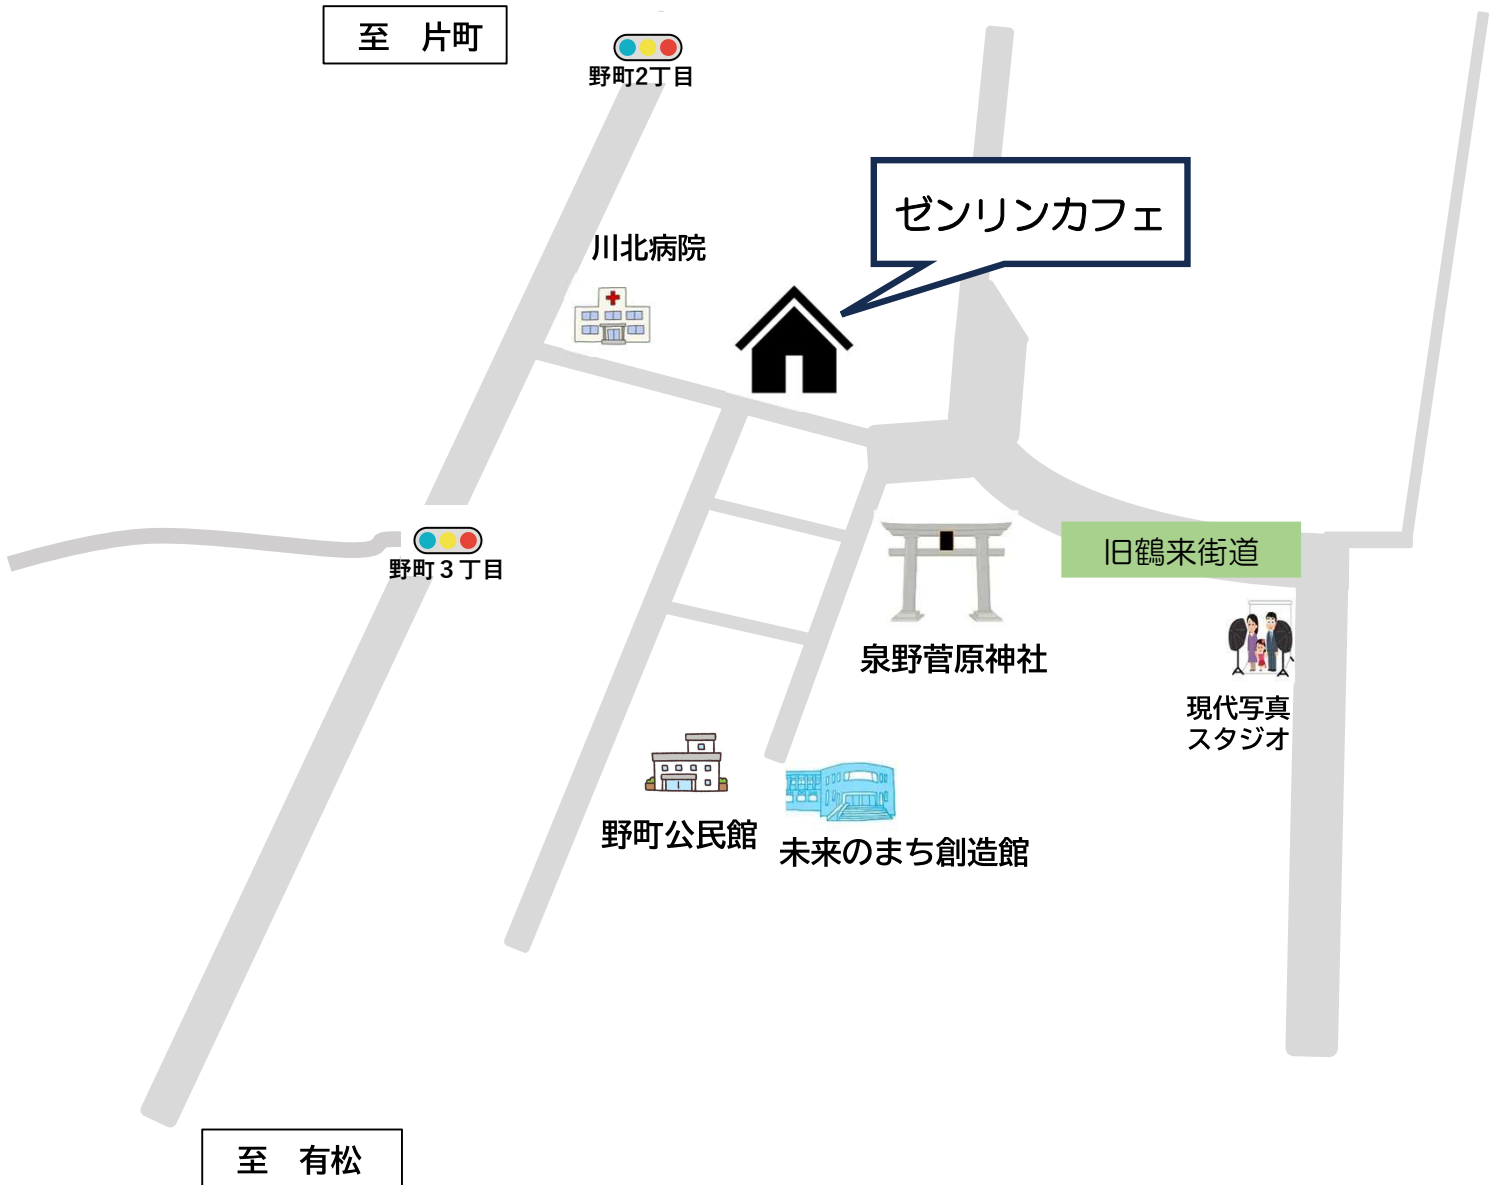 至　片町
野町2丁目
ゼンリンカフェ
川北病院
旧鶴来街道
野町３丁目
泉野菅原神社
現代写真
スタジオ
野町公民館
未来のまち創造館
至　有松